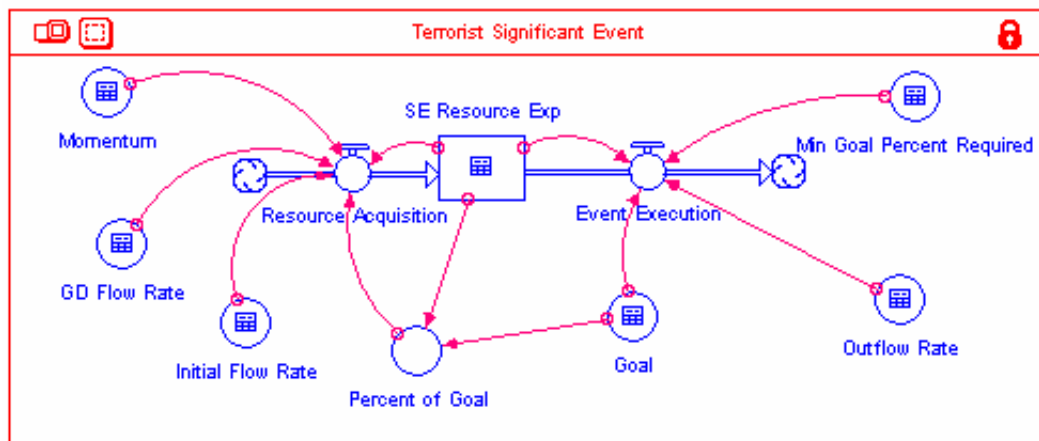 Terrorist Significant Event
SE Resource Exp
Momentum
Min Goal Percent Required
Resource Acquisition
Event Execution
GD Flow Rate
Initial Flow Rate
Percent of Goal
Goal
Outflow Rate